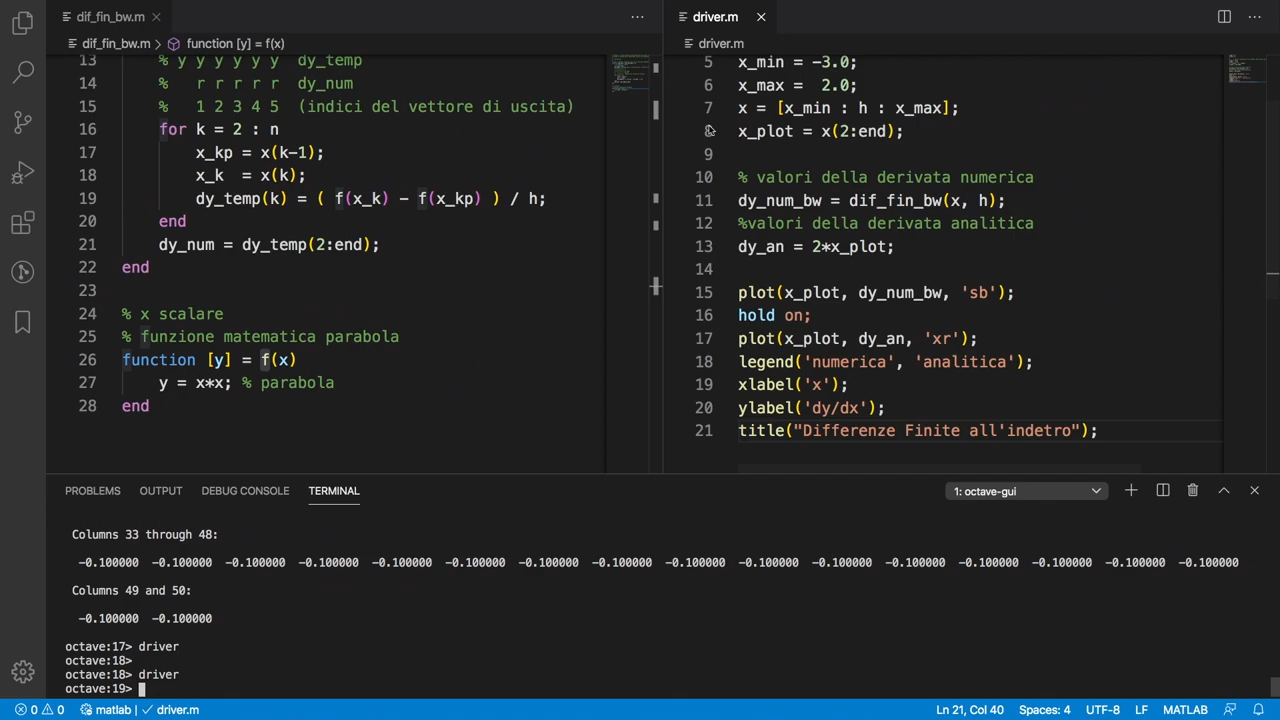 dif_fin_bw.m
driver.m
dif_fin_bw.m > function [y] = f(x)
driver.m
13 % y y y y y y dy_temp
14 % r r r r r dy_num
15 % 1 2 3 4 5 (indici del vettore di uscita)
16 for k = 2 : n
17 x_kp = x(k-1);
18 x_k = x(k);
19 dy_temp(k) = ( f(x_k) - f(x_kp) ) / h;
20 end
21 dy_num = dy_temp(2:end);
22 end
23
24 % x scalare
25 % funzione matematica parabola
26 function [y] = f(x)
27 y = x*x; % parabola
28 end
5 x_min = -3.0;
6 x_max = 2.0;
7 x = [x_min : h : x_max];
8 x_plot = x(2:end);
9
10 % valori della derivata numerica
11 dy_num_bw = dif_fin_bw(x, h);
12 %valori della derivata analitica
13 dy_an = 2*x_plot;
14
15 plot(x_plot, dy_num_bw, 'sb');
16 hold on;
17 plot(x_plot, dy_an, 'xr');
18 legend('numerica', 'analitica');
19 xlabel('x');
20 ylabel('dy/dx');
21 title("Differenze Finite all'indetro");
PROBLEMS OUTPUT DEBUG CONSOLE TERMINAL 1: octave-gui
Columns 33 through 48:
-0.100000 -0.100000 -0.100000 -0.100000 -0.100000 -0.100000 -0.100000 -0.100000 -0.100000 -0.100000 -0.100000 -0.100000 -0.100000 -0.100000 -0.100000 -0.100000
Columns 49 and 50:
-0.100000 -0.100000
octave:17> driver
octave:18>
octave:18> driver
octave:19>
0 0 matlab | ✓ driver.m Ln 21, Col 40 Spaces: 4 UTF-8 LF MATLAB